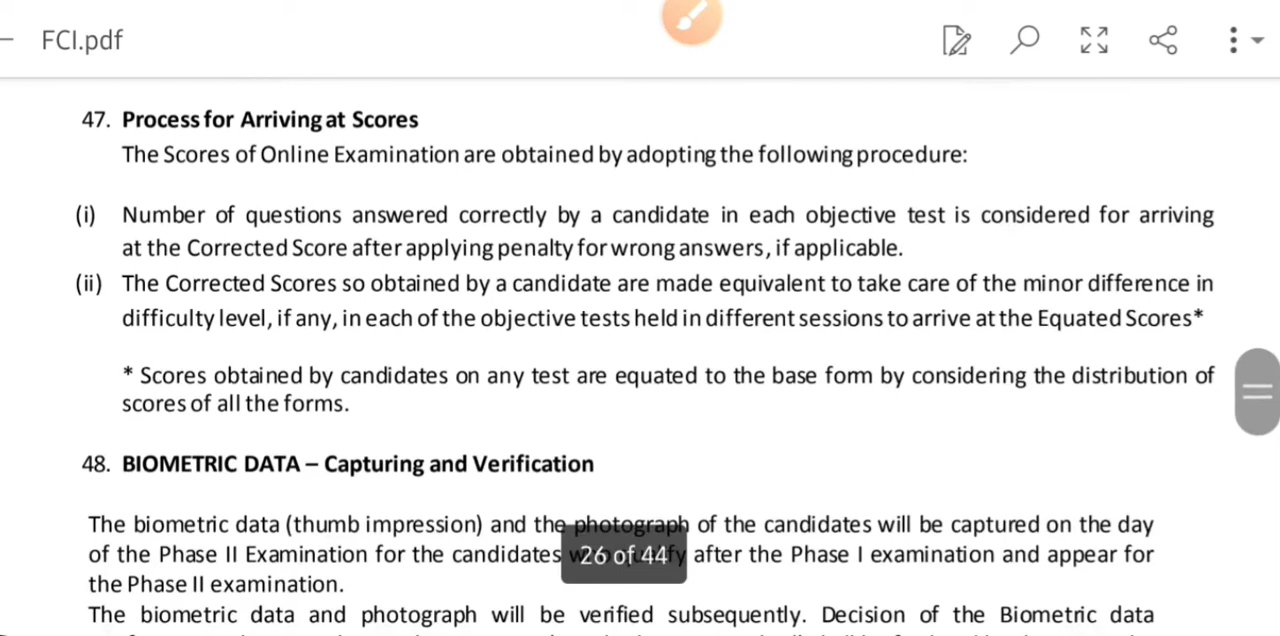 FCI.pdf
47. Process for Arriving at Scores
The Scores of Online Examination are obtained by adopting the following procedure:
(i) Number of questions answered correctly by a candidate in each objective test is considered for arriving
at the Corrected Score after applying penalty for wrong answers, if applicable.
(ii) The Corrected Scores so obtained by a candidate are made equivalent to take care of the minor difference in
difficulty level, if any, in each of the objective tests held in different sessions to arrive at the Equated Scores*
* Scores obtained by candidates on any test are equated to the base form by considering the distribution of
scores of all the forms.
48. BIOMETRIC DATA – Capturing and Verification
The biometric data (thumb impression) and the photograph of the candidates will be captured on the day
of the Phase II Examination for the candidates after the Phase I examination and appear for
26 of 44
the Phase II examination.
The biometric data and photograph will be verified subsequently. Decision of the Biometric data